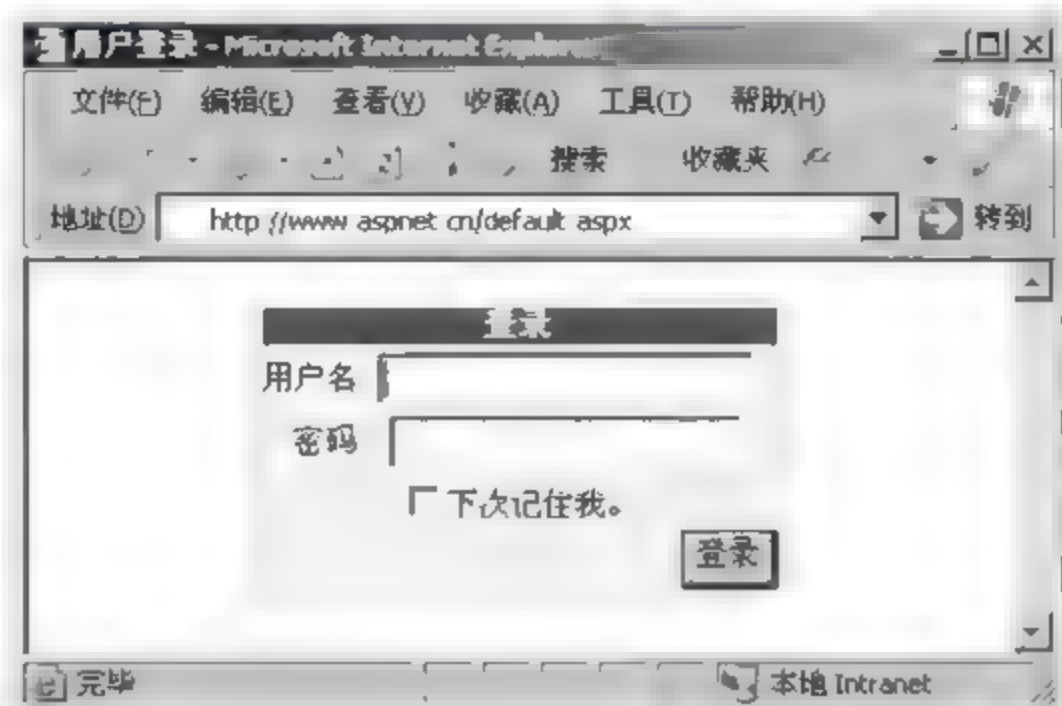 用户登录 - Microsoft Internet Explorer
文件(F) 编辑(E) 查看(V) 收藏(A) 工具(T) 帮助(H)
搜索 收藏夹
地址(D) http //www aspnet cn/default aspx 转到
登录
用户名
密码
下次记住我。
登录
完毕 本地 Intranet